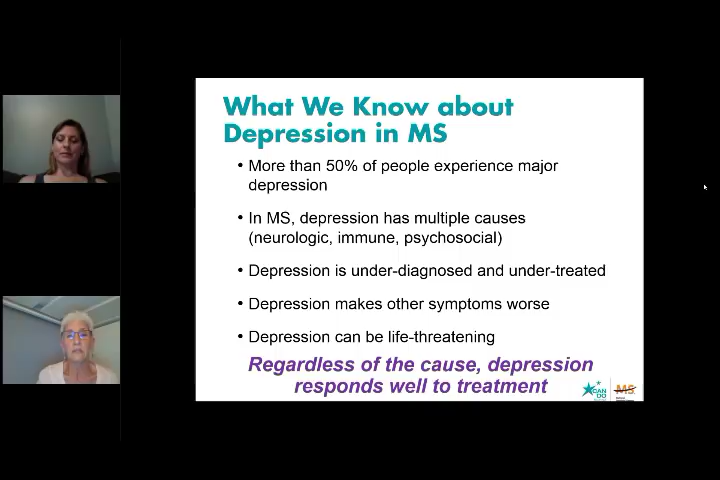 What We Know about
Depression in MS
• More than 50% of people experience major
depression
• In MS, depression has multiple causes
(neurologic, immune, psychosocial)
• Depression is under-diagnosed and under-treated
• Depression makes other symptoms worse
• Depression can be life-threatening
Regardless of the cause, depression
responds well to treatment
CAN
DO
MS